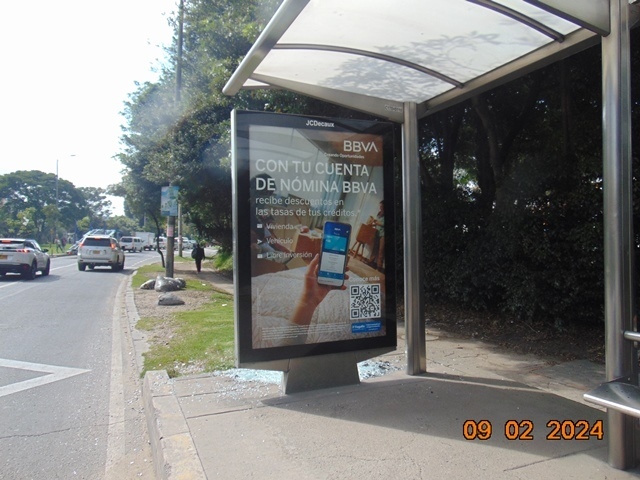 JCDecaux
BBVA
CON TU CUENTA
DE NÓMINA BBVA
recibe descuentos en
las tasas de tus créditos.*
Vivienda
Vehículo
Libre inversión
09 02 2024